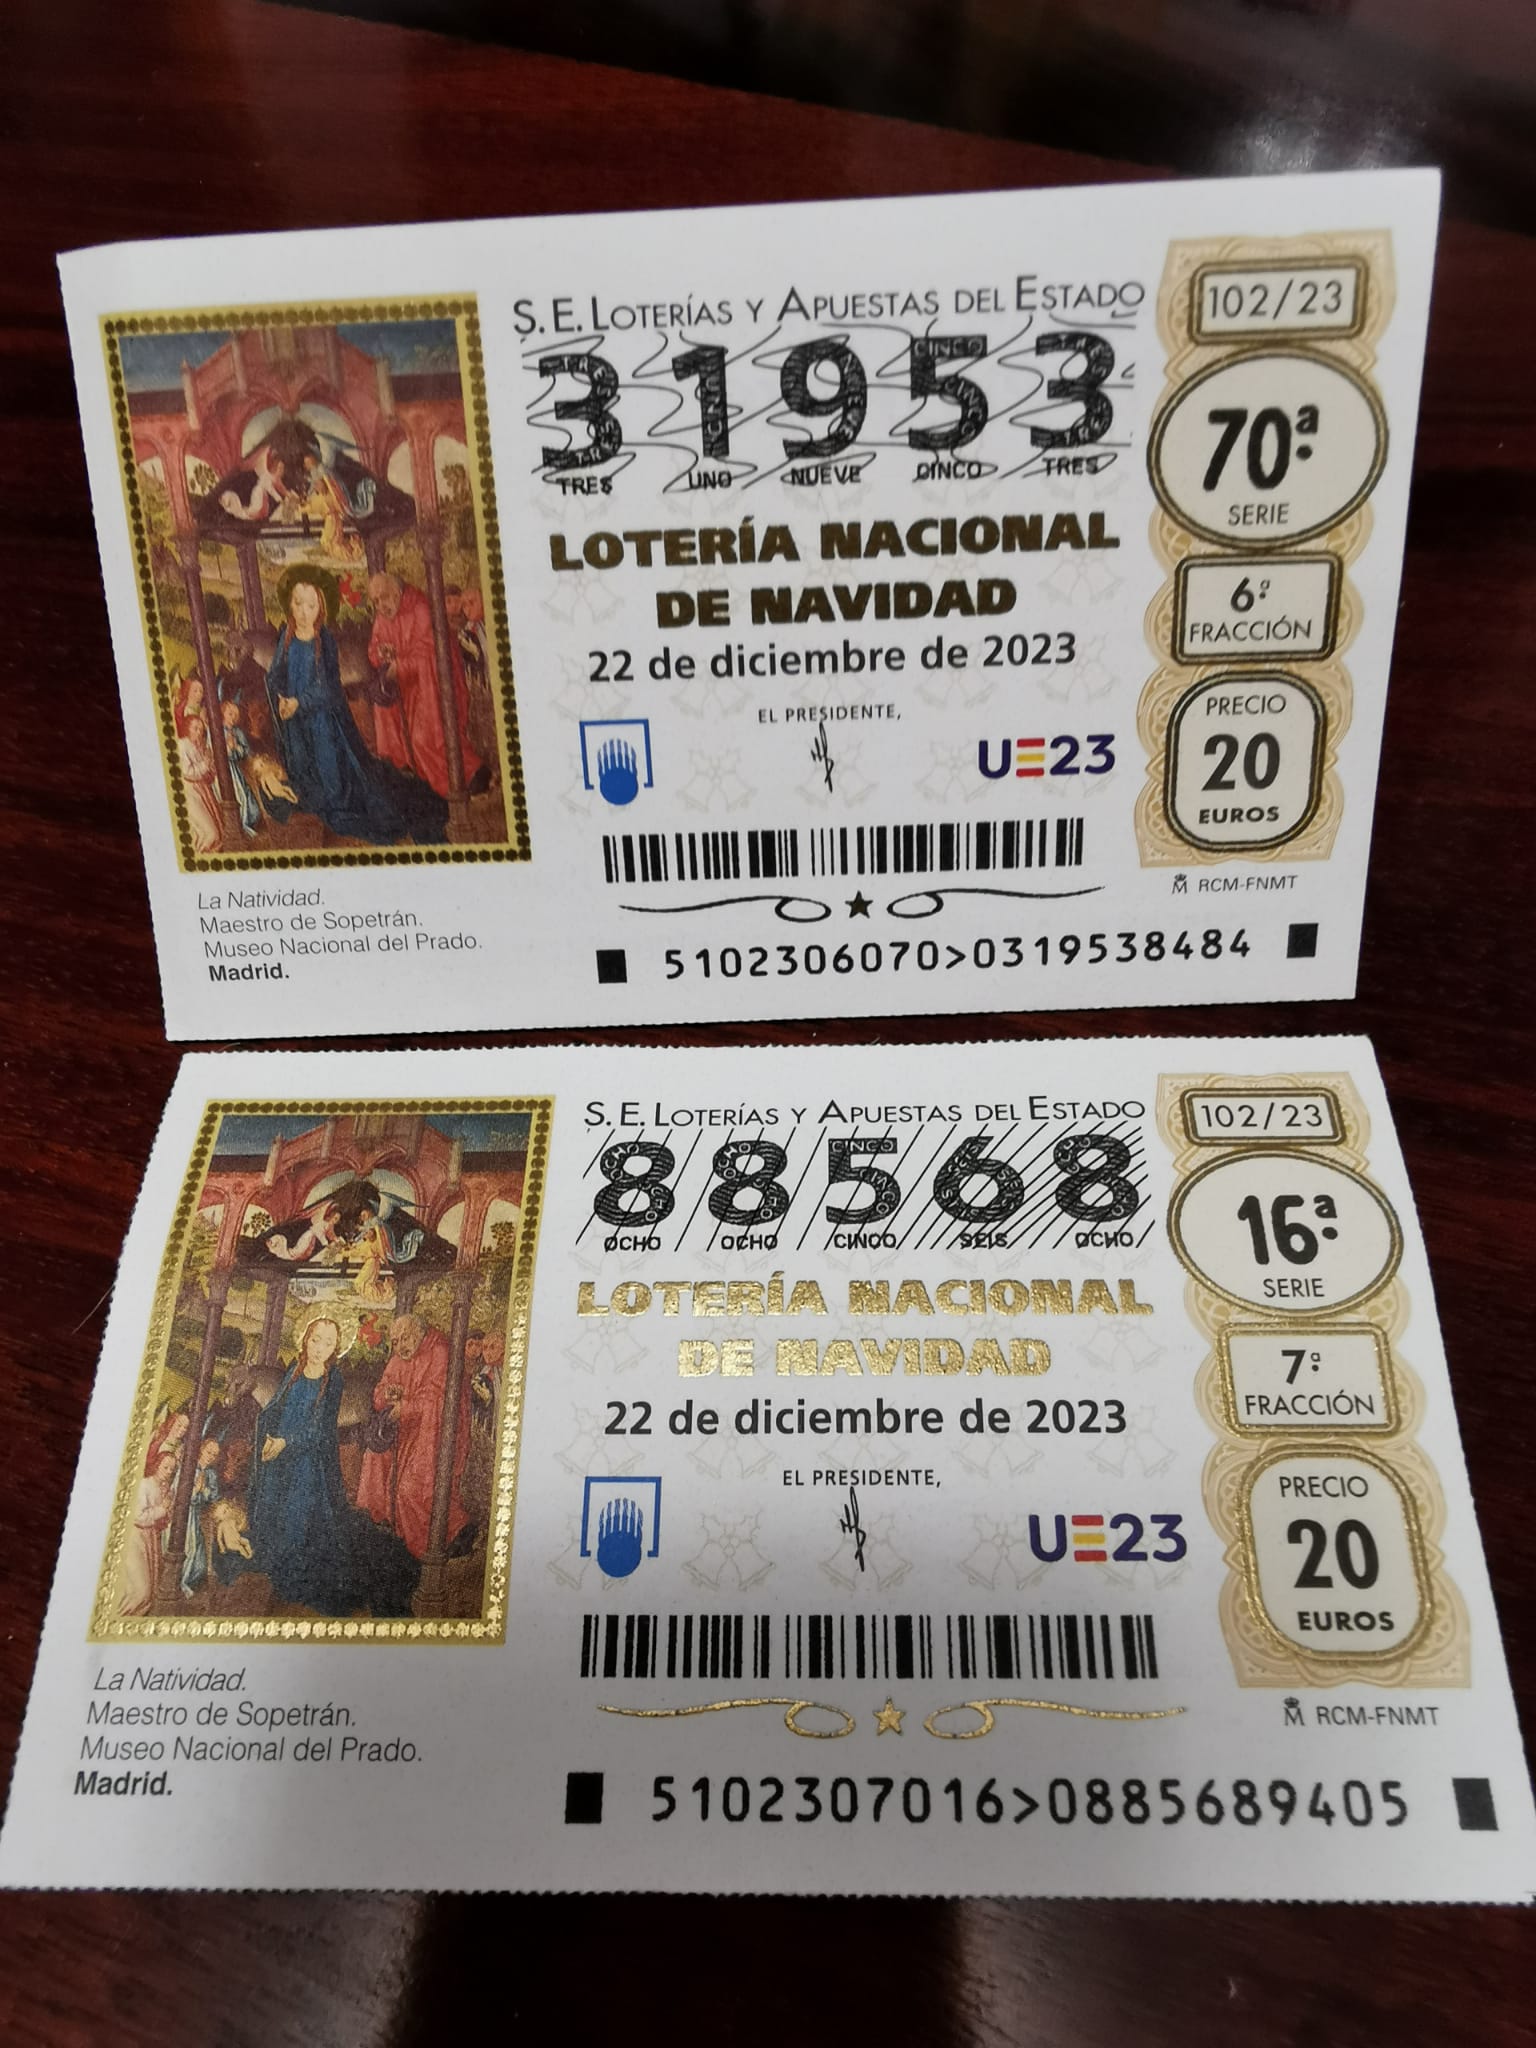 S. E. LOTERÍAS Y APUESTAS DEL ESTADO
31953
TRES UNO NUEVE CINCO TRES
LOTERÍA NACIONAL
DE NAVIDAD
22 de diciembre de 2023
EL PRESIDENTE,
UE23
102/23
70ª
SERIE
6ª
FRACCIÓN
PRECIO
20
EUROS
RCM-FNMT
La Natividad.
Maestro de Sopetrán.
Museo Nacional del Prado.
Madrid.
5102306070>0319538484
S. E. LOTERÍAS Y APUESTAS DEL ESTADO
88568
OCHO OCHO CINCO SEIS OCHO
LOTERÍA NACIONAL
DE NAVIDAD
22 de diciembre de 2023
EL PRESIDENTE,
UE23
102/23
16ª
SERIE
7ª
FRACCIÓN
PRECIO
20
EUROS
RCM-FNMT
La Natividad.
Maestro de Sopetrán.
Museo Nacional del Prado.
Madrid.
5102307016>0885689405